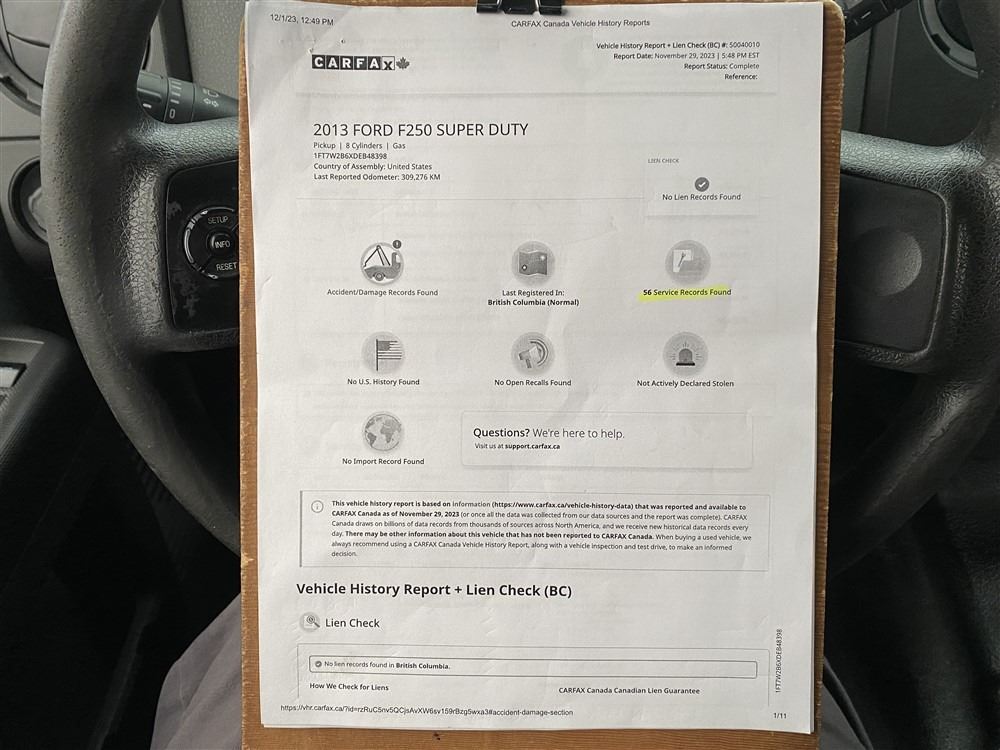 12/1/23, 12:49 PM
CARFAX Canada Vehicle History Reports
CARFAX
Vehicle History Report + Lien Check (BC) #: 50040010
Report Date: November 29, 2023 | 5:48 PM EST
Report Status: Complete
Reference:
2013 FORD F250 SUPER DUTY
Pickup | 8 Cylinders | Gas
1FT7W2B6XDEB48398
Country of Assembly: United States
Last Reported Odometer: 309,276 KM
LIEN CHECK
No Lien Records Found
Accident/Damage Records Found
Last Registered In:
British Columbia (Normal)
56 Service Records Found
No U.S. History Found
No Open Recalls Found
Not Actively Declared Stolen
No Import Record Found
Questions? We're here to help.
Visit us at support.carfax.ca
This vehicle history report is based on information (https://www.carfax.ca/vehicle-history-data) that was reported and available to
CARFAX Canada as of November 29, 2023 (or once all the data was collected from our data sources and the report was complete). CARFAX
Canada draws on billions of data records from thousands of sources across North America, and we receive new historical data records every
day. There may be other information about this vehicle that has not been reported to CARFAX Canada. When buying a used vehicle, we
always recommend using a CARFAX Canada Vehicle History Report, along with a vehicle inspection and test drive, to make an informed
decision.
Vehicle History Report + Lien Check (BC)
Lien Check
No lien records found in British Columbia.
How We Check for Liens
CARFAX Canada Canadian Lien Guarantee
1FT7W2B6XDEB48398
https://vhr.carfax.ca/?id=rzRuC5nv5QCjsAvXW6sv159rBzg5wxa3#accident-damage-section
1/11
SETUP
INFO
RESET